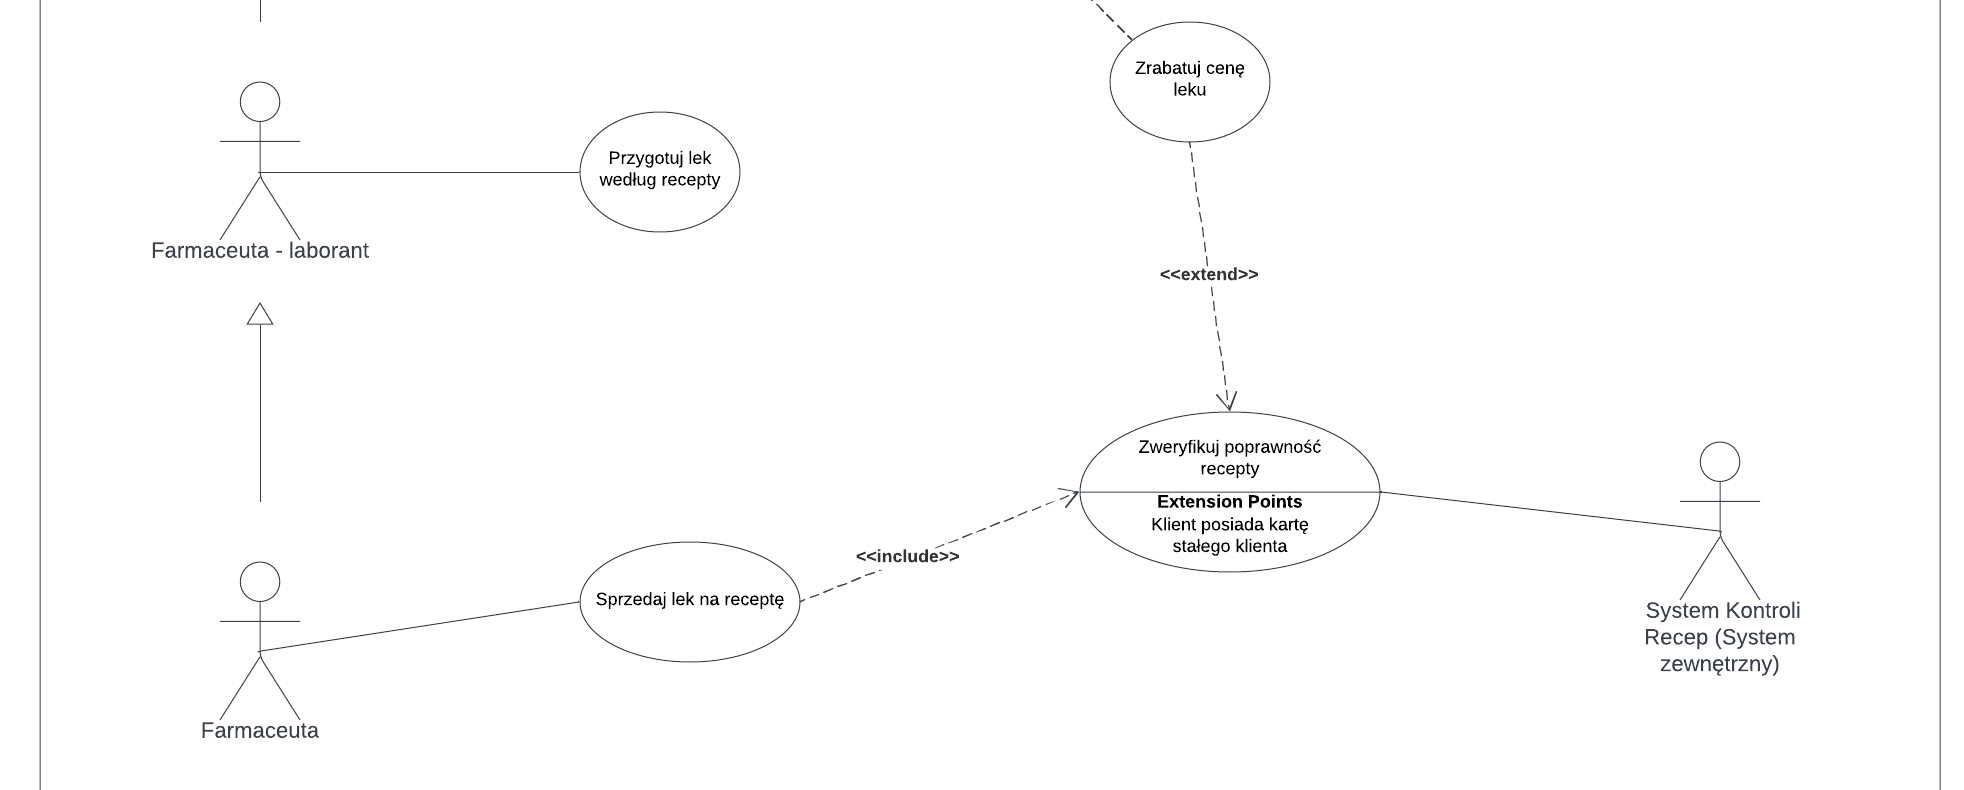 Zrabatuj cenę
leku
Przygotuj lek
według recepty
Farmaceuta - laborant
<<extend>>
Zweryfikuj poprawność
recepty
Extension Points
Klient posiada kartę
stałego klienta
<<include>>
Sprzedaj lek na receptę
System Kontroli
Recep (System
zewnętrzny)
Farmaceuta